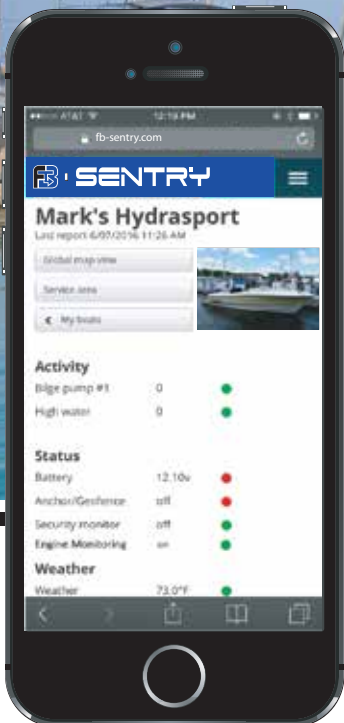 AT&T 12:16 PM
fb-sentry.com
FB SENTRY
Mark's Hydrasport
Last report 6/07/2016 11:26 AM
Global map view
Service area
My boats
Activity
Bilge pump #1 0
High water 0
Status
Battery 12.10v
Anchor/Geofence off
Security monitor off
Engine Monitoring on
Weather
Weather 73.0°F